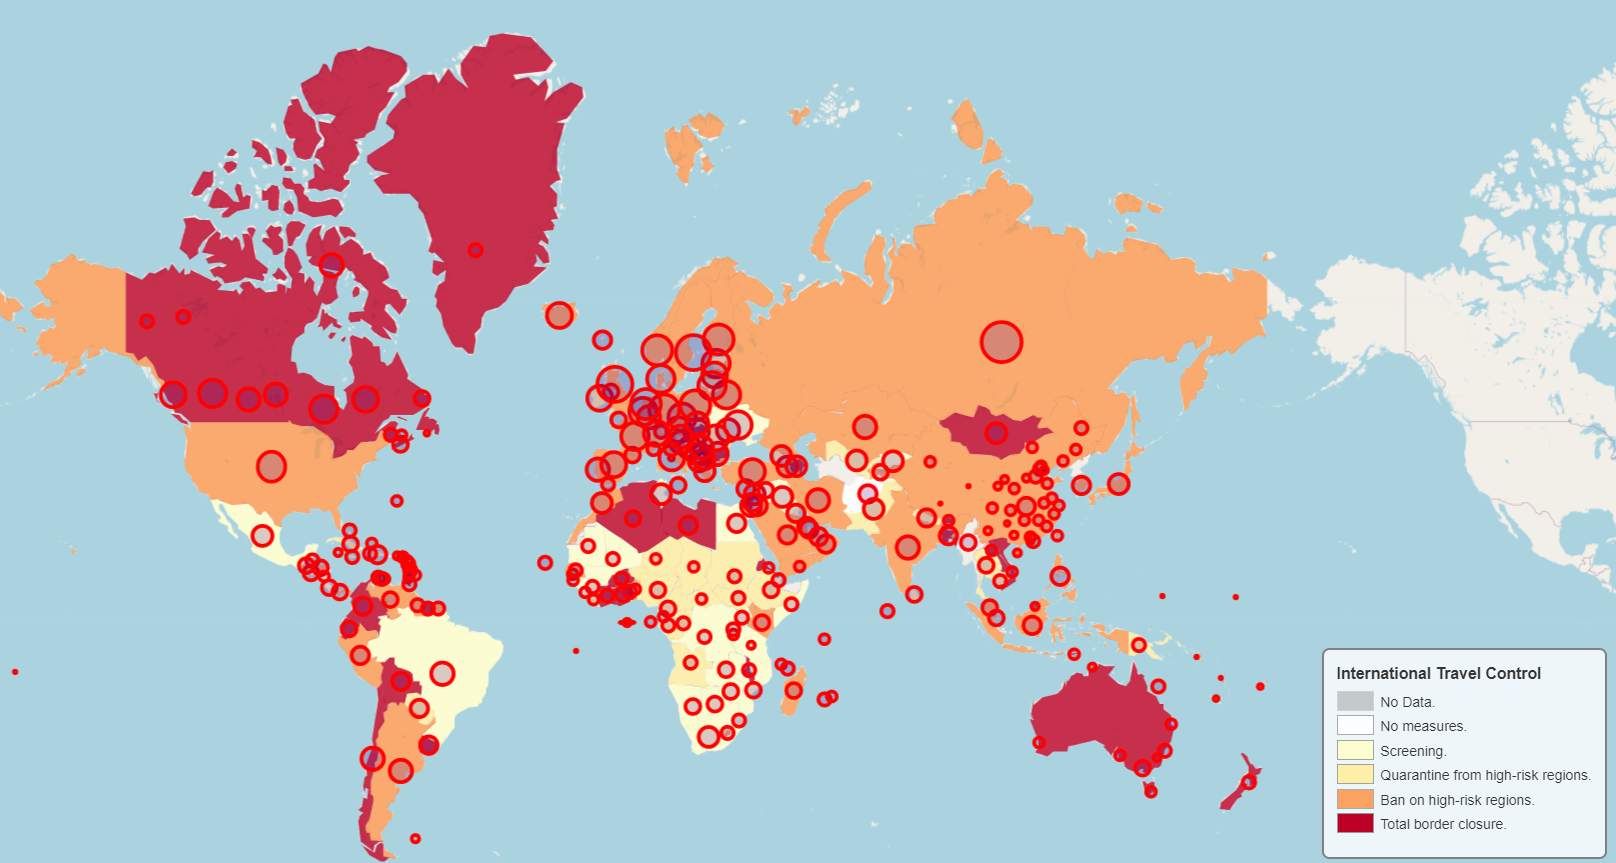 International Travel Control
No Data.
No measures.
Screening.
Quarantine from high-risk regions.
Ban on high-risk regions.
Total border closure.